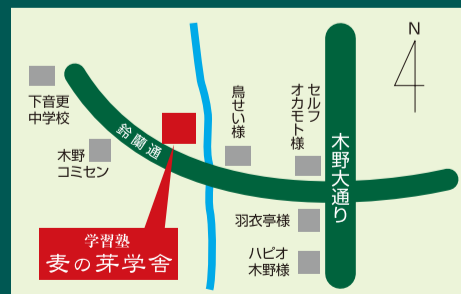 N
下音更
中学校
鈴蘭通
木野
コミセン
鳥せい様
セルフ
オカモト様
木野大通り
羽衣亭様
ハピオ
木野様
学習塾
麦の芽学舎